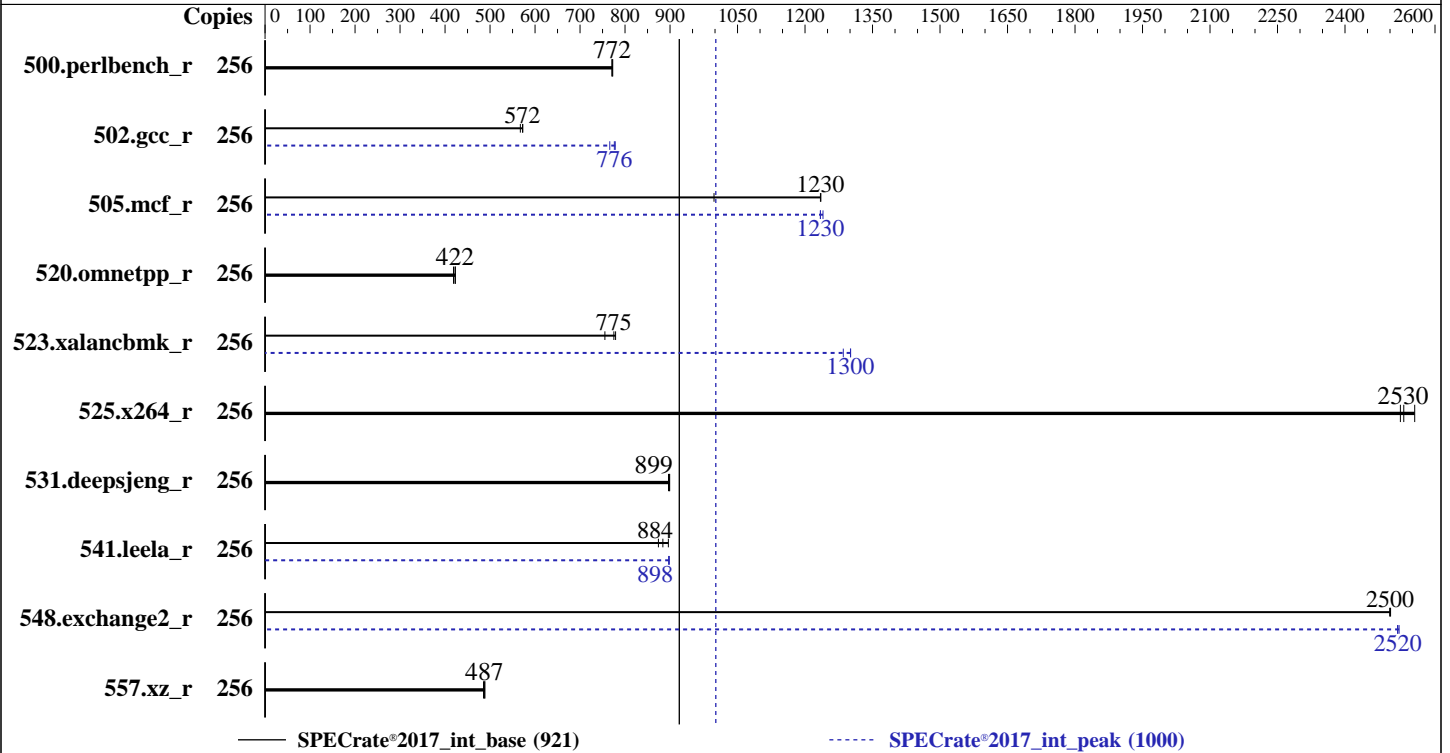 Copies 0 100 200 300 400 500 600 700 800 900 1050 1200 1350 1500 1650 1800 1950 2100 2250 2400 2600
500.perlbench_r 256 772
502.gcc_r 256 572
776
505.mcf_r 256 1230
1230
520.omnetpp_r 256 422
523.xalancbmk_r 256 775
1300
525.x264_r 256 2530
531.deepsjeng_r 256 899
541.leela_r 256 884
898
548.exchange2_r 256 2500
2520
557.xz_r 256 487
SPECrate®2017_int_base (921) SPECrate®2017_int_peak (1000)